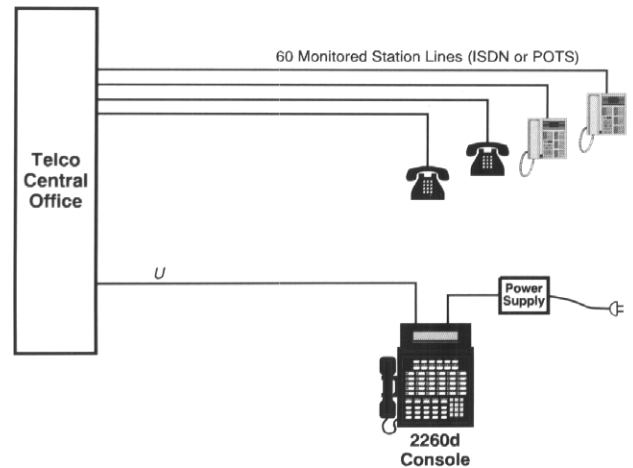 60 Monitored Station Lines (ISDN or POTS)
Telco
Central
Office
U
Power
Supply
2260d
Console